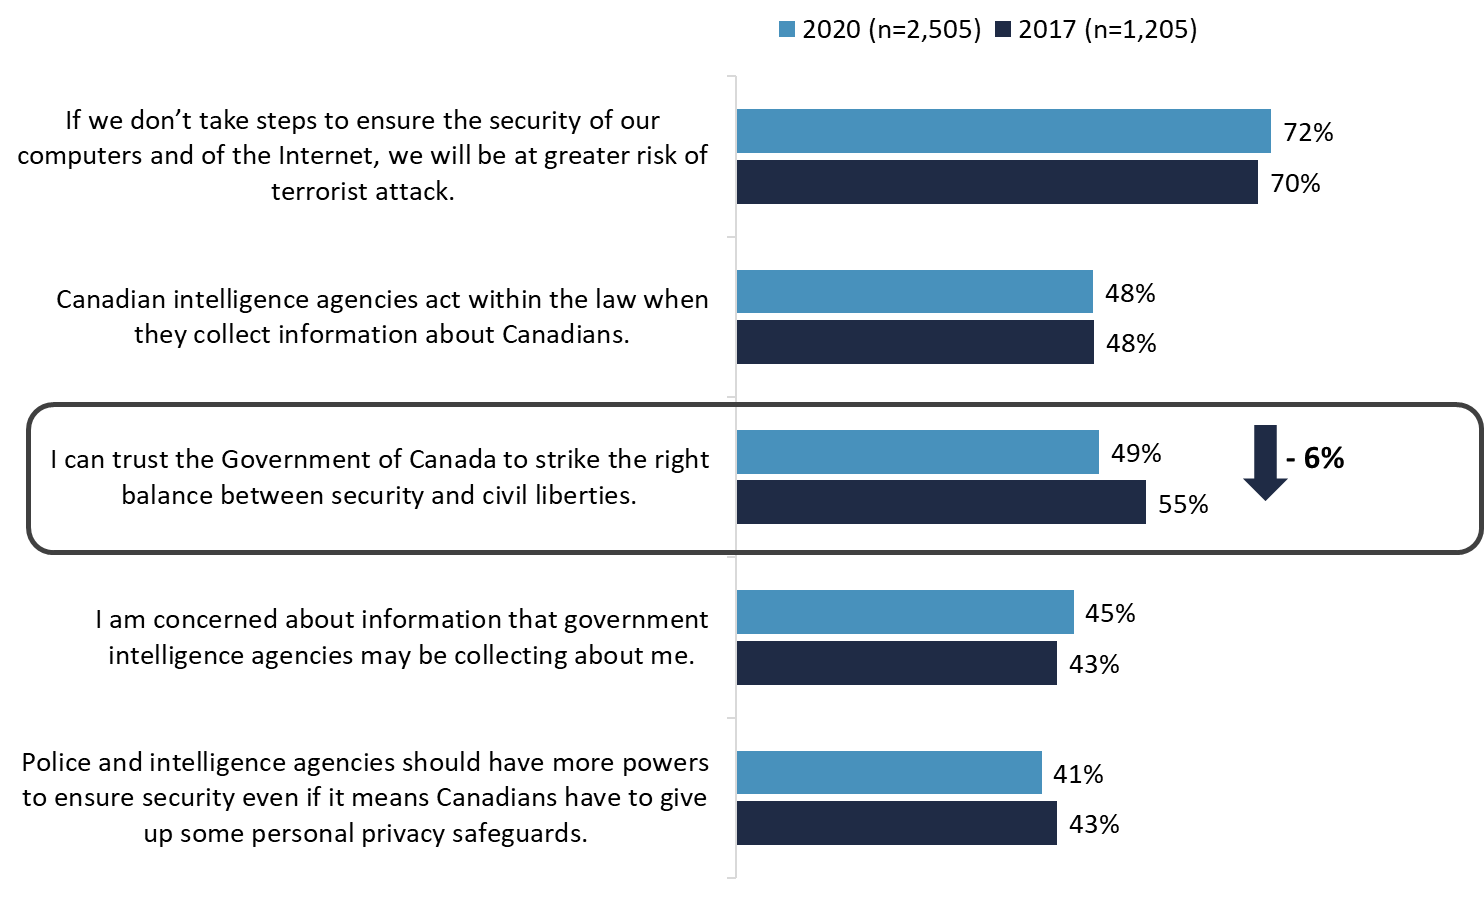 2020 (n=2,505) 2017 (n=1,205)
If we don’t take steps to ensure the security of our
computers and of the Internet, we will be at greater risk of
terrorist attack.
72%
70%
Canadian intelligence agencies act within the law when
they collect information about Canadians.
48%
48%
I can trust the Government of Canada to strike the right
balance between security and civil liberties.
49%
55%
- 6%
I am concerned about information that government
intelligence agencies may be collecting about me.
45%
43%
Police and intelligence agencies should have more powers
to ensure security even if it means Canadians have to give
up some personal privacy safeguards.
41%
43%